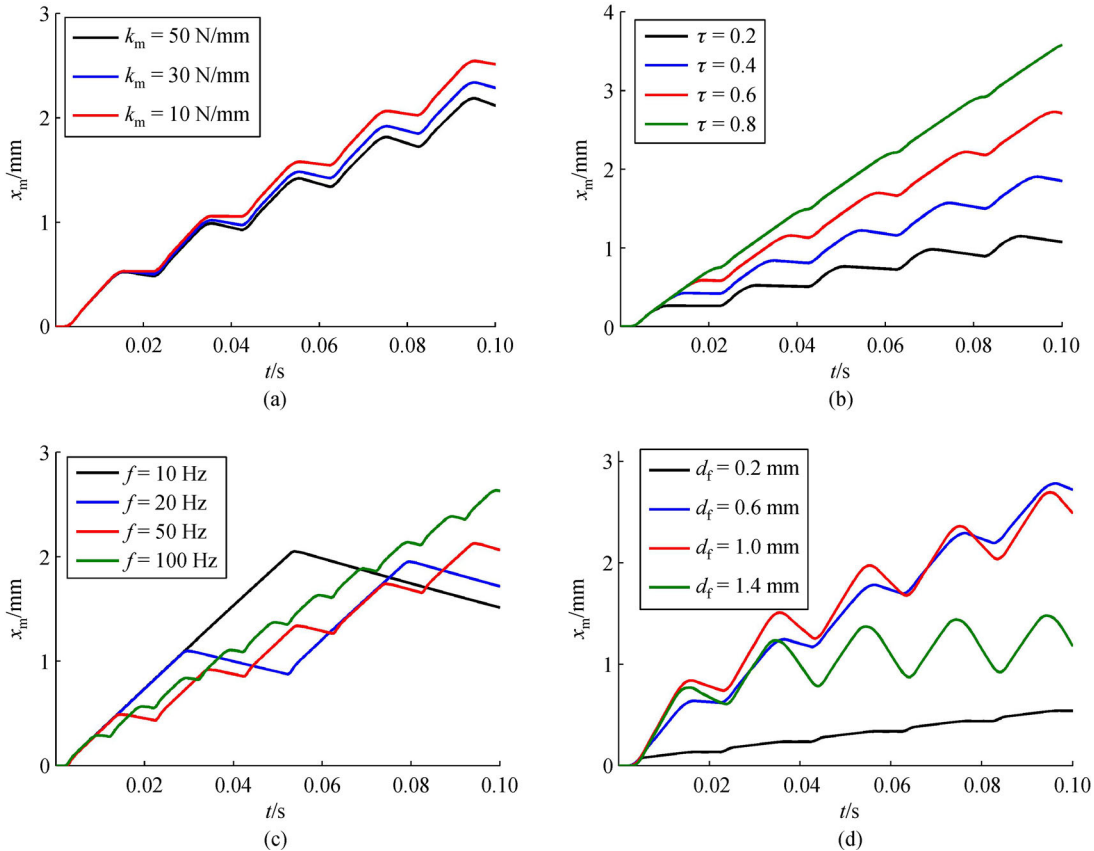 3
2
1
0
x_m/mm
k_m = 50 N/mm
k_m = 30 N/mm
k_m = 10 N/mm
0.02 0.04 0.06 0.08 0.10
t/s
(a)
4
3
2
1
0
x_m/mm
τ = 0.2
τ = 0.4
τ = 0.6
τ = 0.8
0.02 0.04 0.06 0.08 0.10
t/s
(b)
3
2
1
0
x_m/mm
f = 10 Hz
f = 20 Hz
f = 50 Hz
f = 100 Hz
0.02 0.04 0.06 0.08 0.10
t/s
(c)
3
2
1
0
x_m/mm
d_f = 0.2 mm
d_f = 0.6 mm
d_f = 1.0 mm
d_f = 1.4 mm
0.02 0.04 0.06 0.08 0.10
t/s
(d)